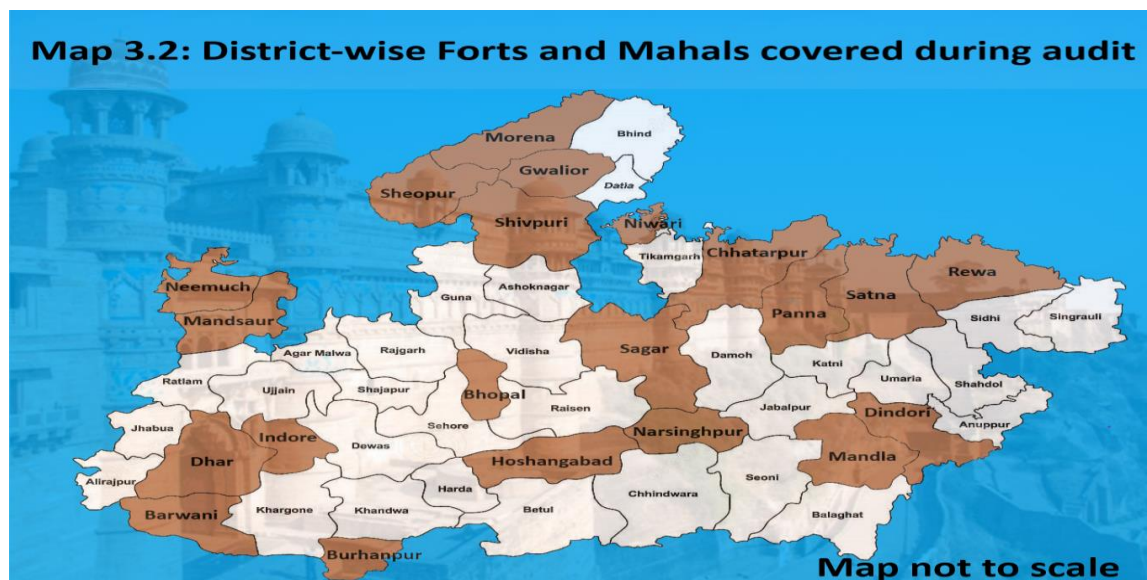 Map 3.2: District-wise Forts and Mahals covered during audit
Bhind
Morena
Gwalior
Datia
Sheopur
Shivpuri
Niwari
Tikamgarh
Chhatarpur
Rewa
Neemuch
Ashoknagar
Guna
Satna
Mandsaur
Panna
Sidhi
Singrauli
Sagar
Agar Malwa
Rajgarh
Vidisha
Damoh
Katni
Ratlam
Ujjain
Shajapur
Bhopal
Umaria
Shahdol
Raisen
Jabalpur
Dindori
Anuppur
Jhabua
Indore
Sehore
Narsinghpur
Dewas
Dhar
Hoshangabad
Mandla
Alirajpur
Harda
Seoni
Chhindwara
Barwani
Khargone
Khandwa
Betul
Balaghat
Burhanpur
Map not to scale